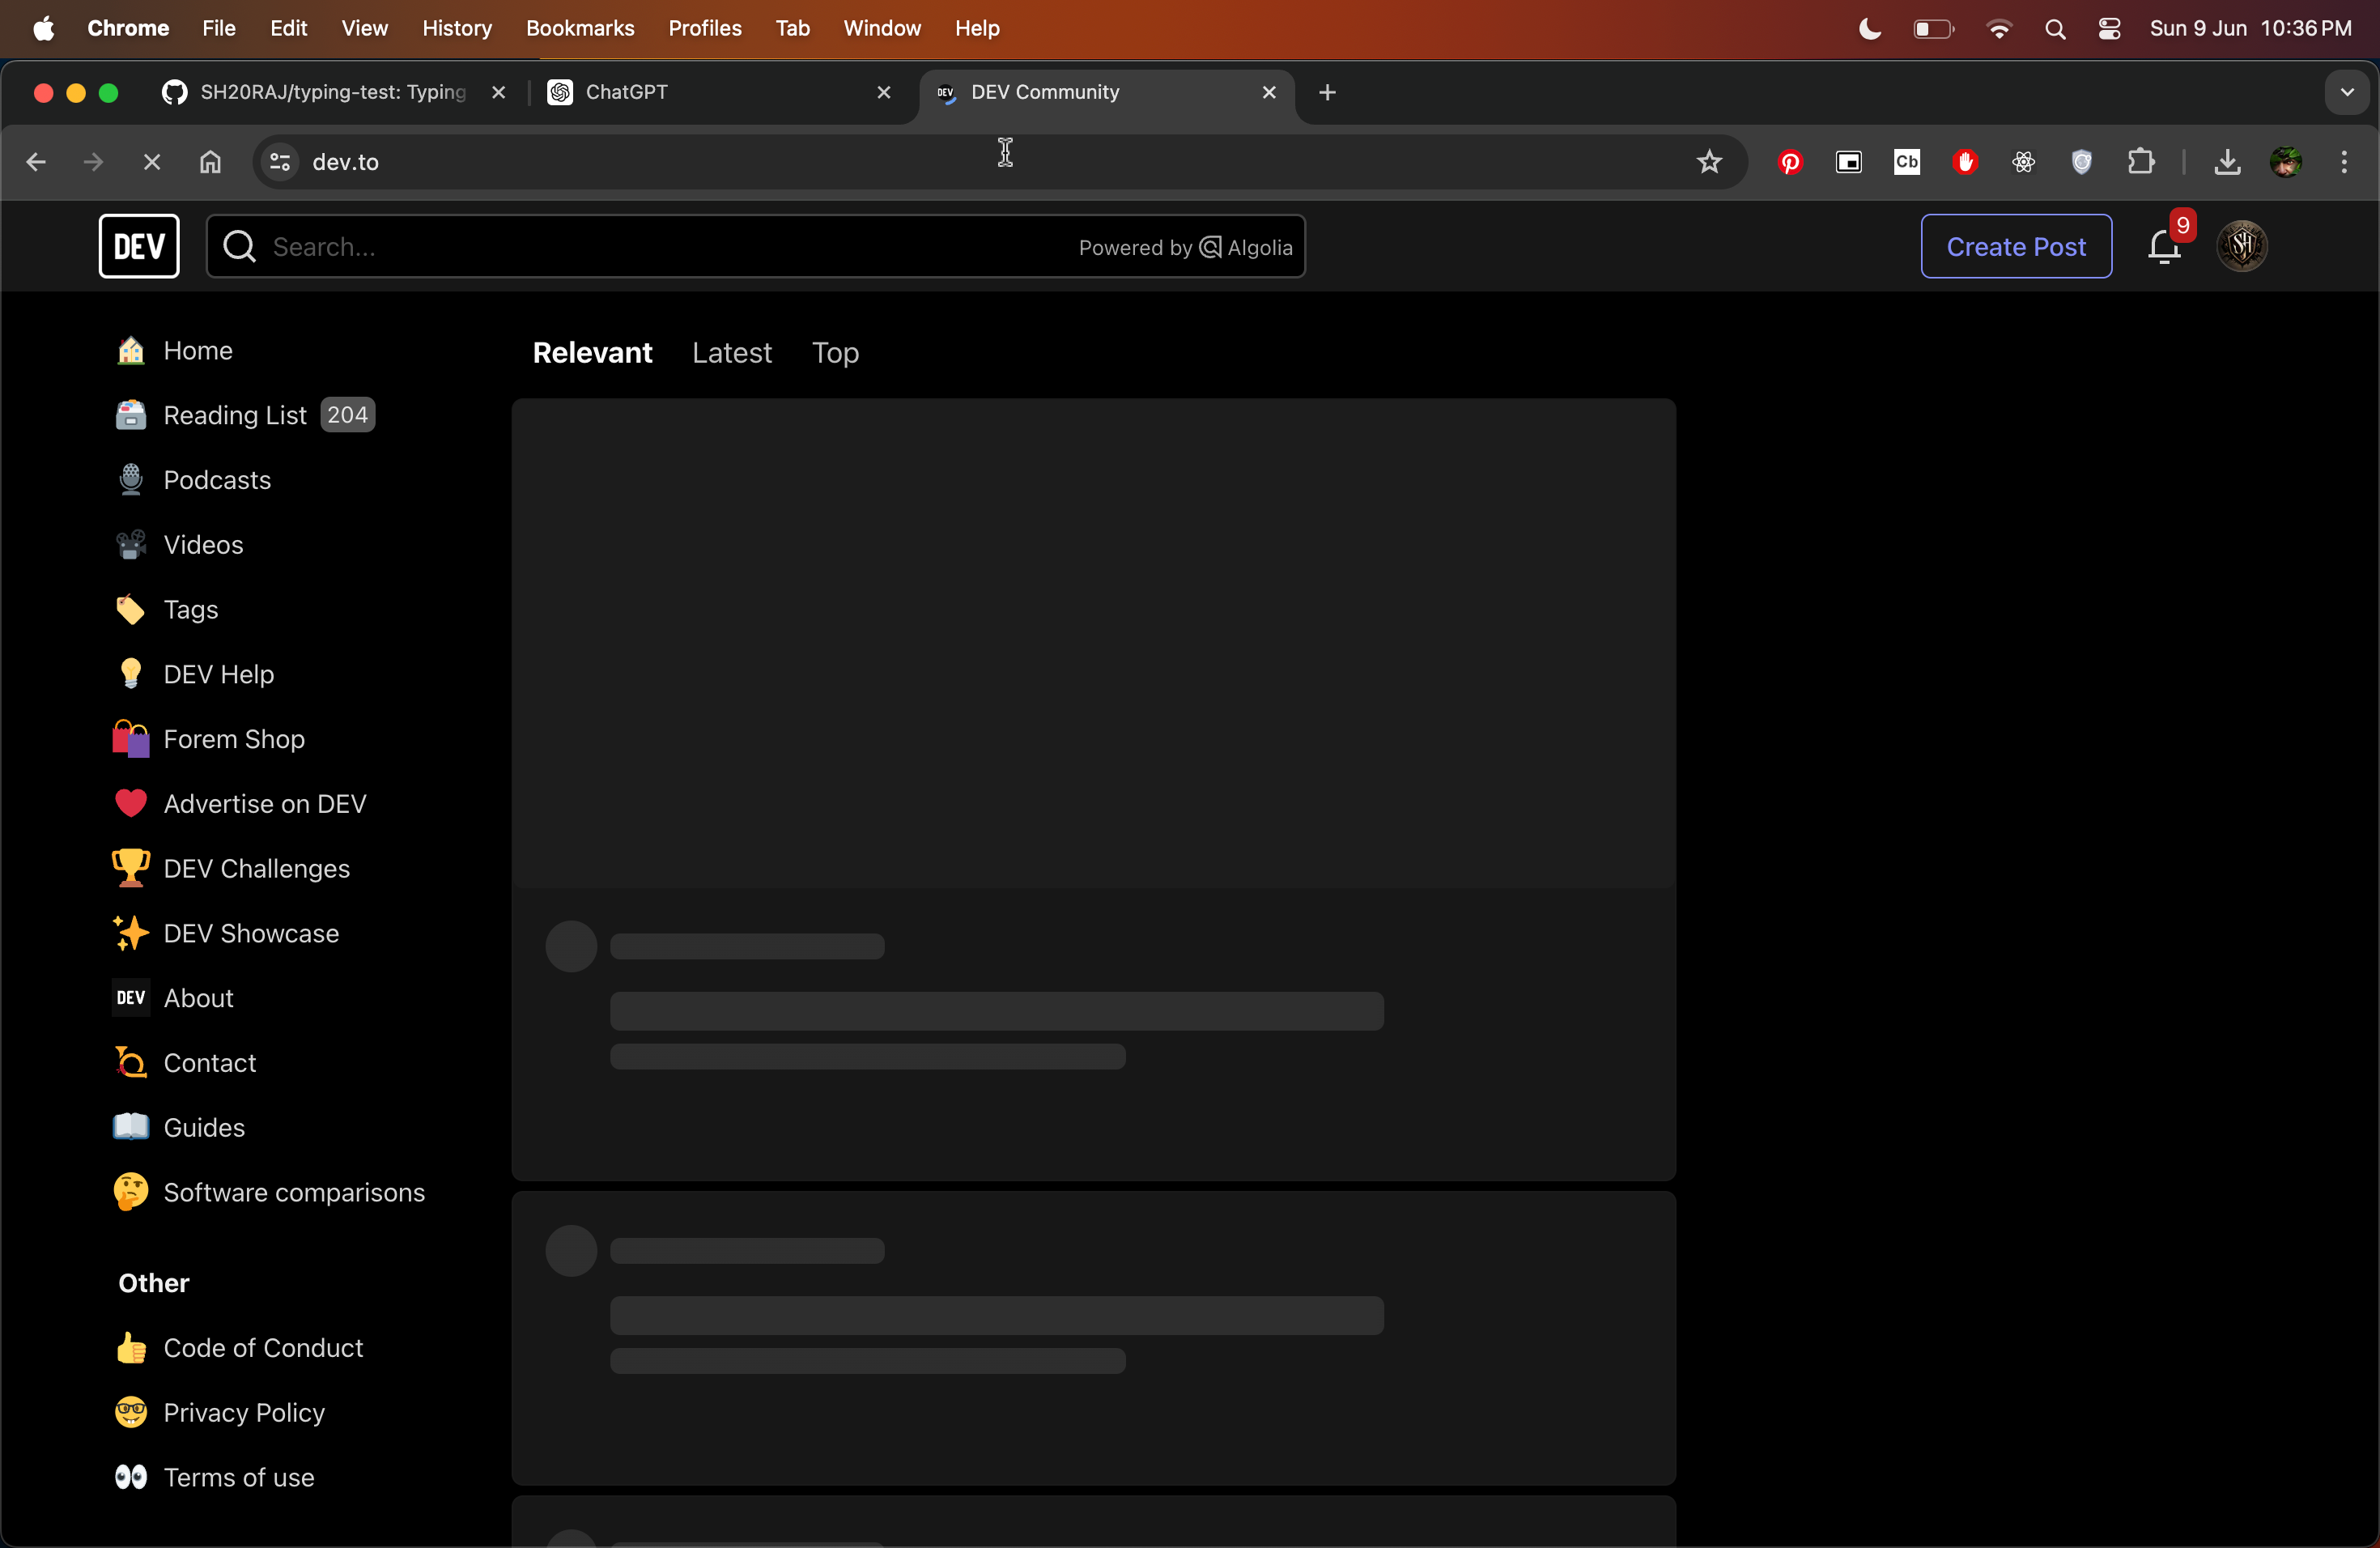 Chrome File Edit View History Bookmarks Profiles Tab Window Help Sun 9 Jun 10:36 PM
SH20RAJ/typing-test: Typing ChatGPT DEV DEV Community
dev.to Cb
DEV Search... Powered by Algolia Create Post 9 SH
Relevant Latest Top
Home
Reading List 204
Podcasts
Videos
Tags
DEV Help
Forem Shop
Advertise on DEV
DEV Challenges
DEV Showcase
DEV About
Contact
Guides
Software comparisons
Other
Code of Conduct
Privacy Policy
Terms of use